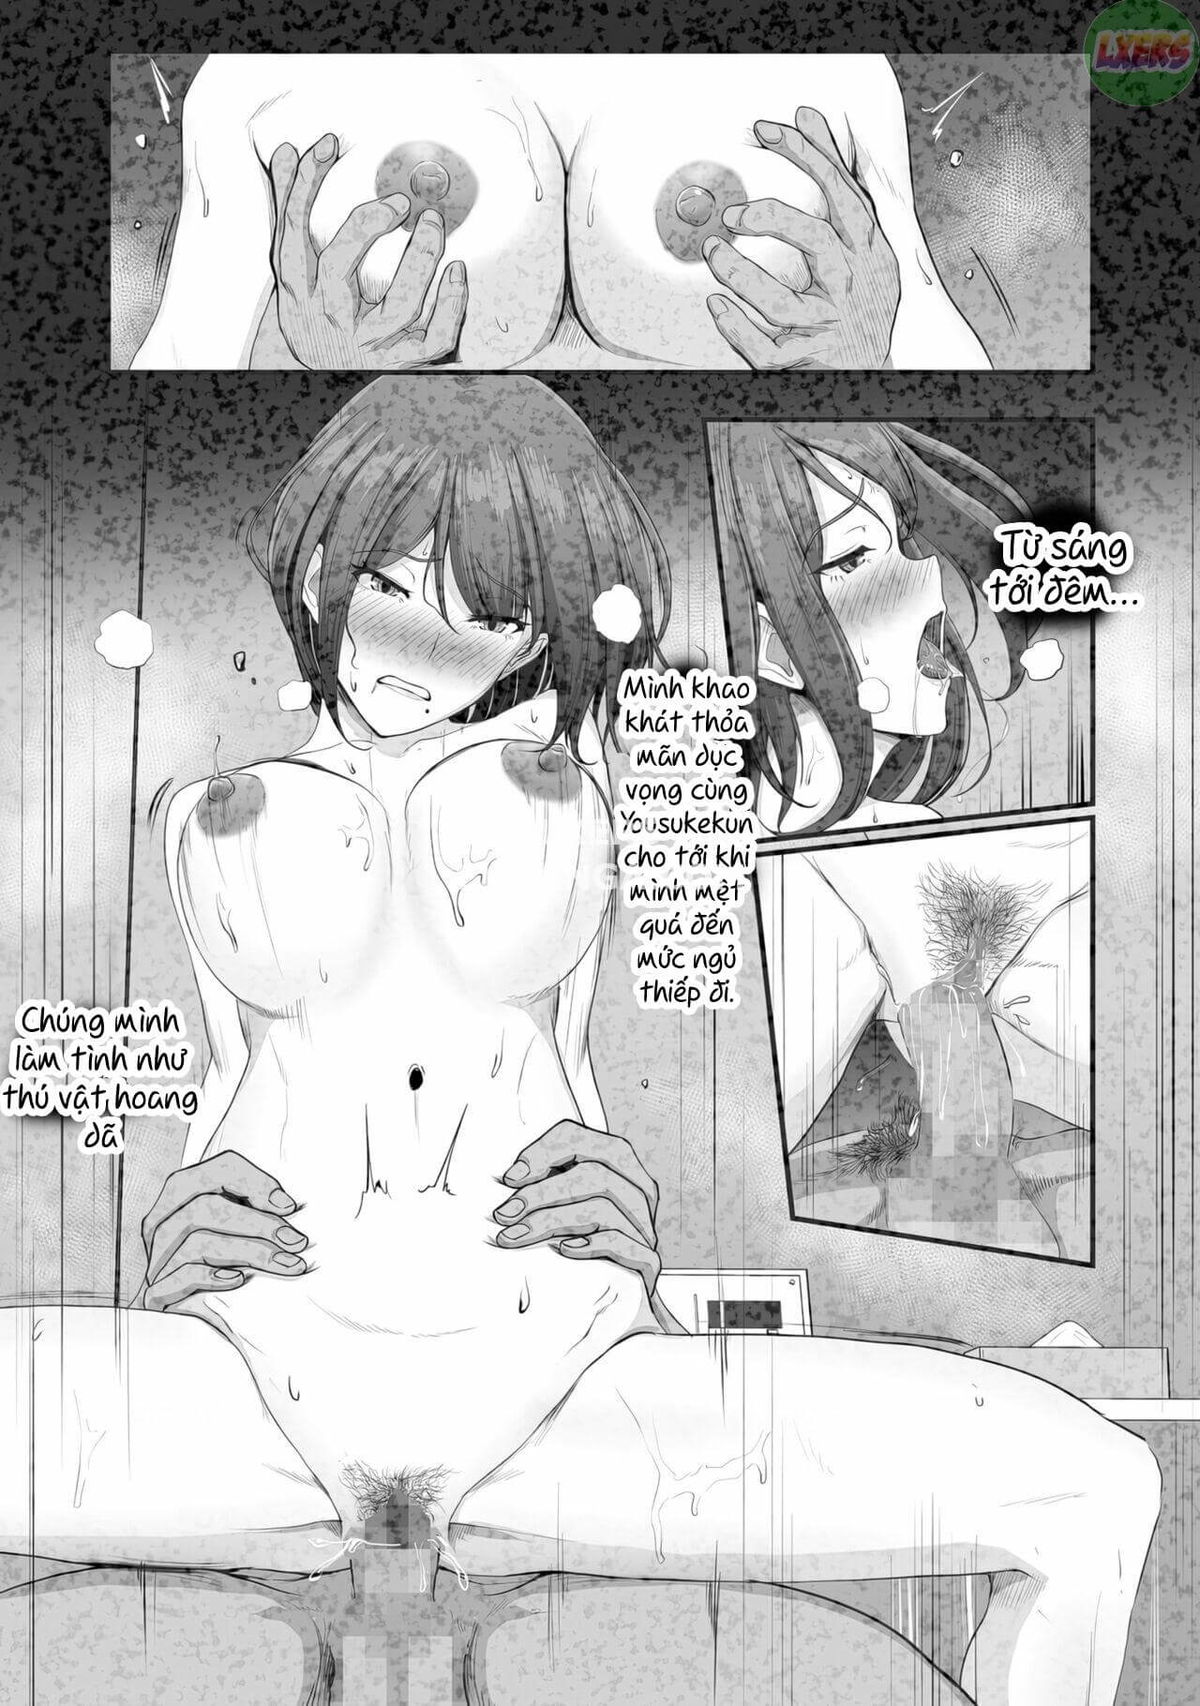 LXERS
Từ sáng
tới đêm...
Mình khao
khát thỏa
mãn dục
vọng cùng
Yousukekun
cho tới khi
mình mệt
quá đến
mức ngủ
thiếp đi.
Chúng mình
làm tình như
thú vật hoang
dã